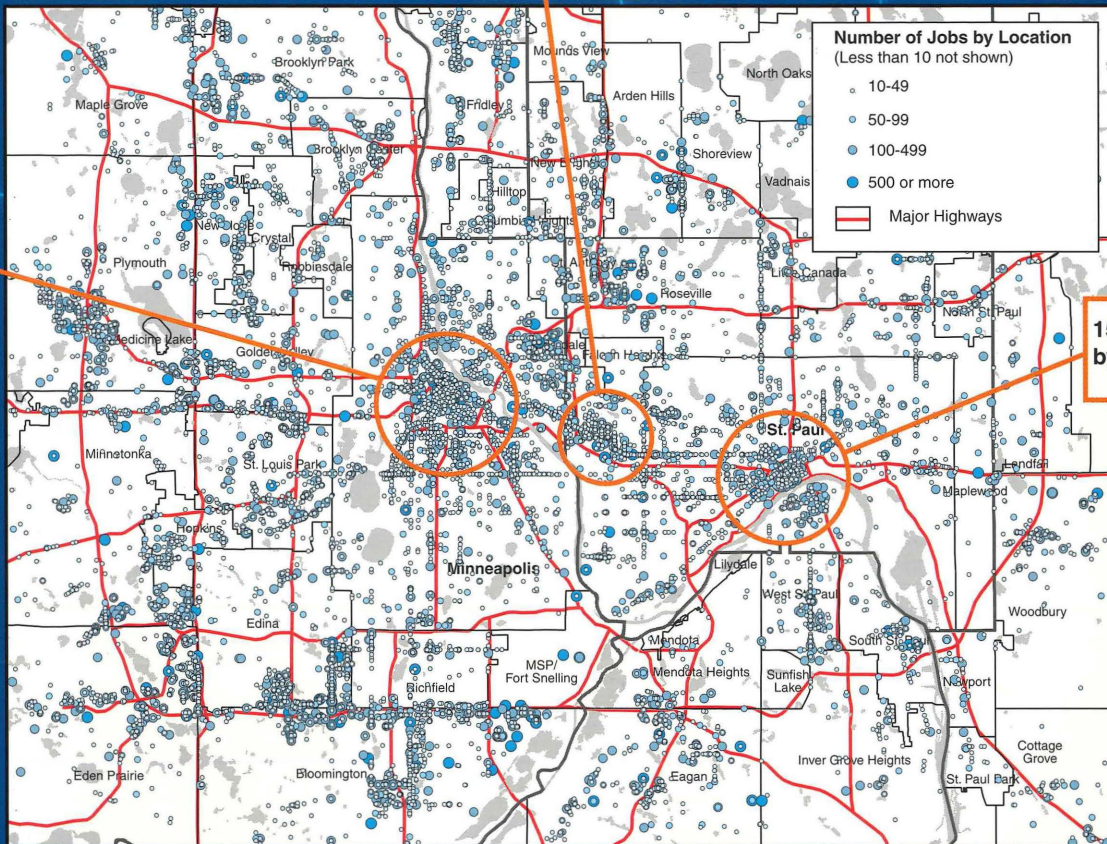 Number of Jobs by Location
(Less than 10 not shown)
10-49
50-99
100-499
500 or more
Major Highways
Mounds View
Brooklyn Park
North Oaks
Arden Hills
Maple Grove
Fridley
Brooklyn Center
Shoreview
New Brighton
Hilltop
Vadnais
New Hope
Columbia Heights
Crystal
Plymouth
Robbinsdale
St. Anthony
Little Canada
Roseville
North St. Paul
Medicine Lake
Golden Valley
Lauderdale
Falcon Heights
1
b
St. Paul
Minnetonka
St. Louis Park
Landfall
Maplewood
Hopkins
Minneapolis
Lilydale
West St. Paul
Woodbury
Edina
Mendota
South St. Paul
MSP/
Fort Snelling
Mendota Heights
Sunfish
Lake
Newport
Richfield
Cottage
Grove
Inver Grove Heights
Eden Prairie
Bloomington
Eagan
St. Paul Park